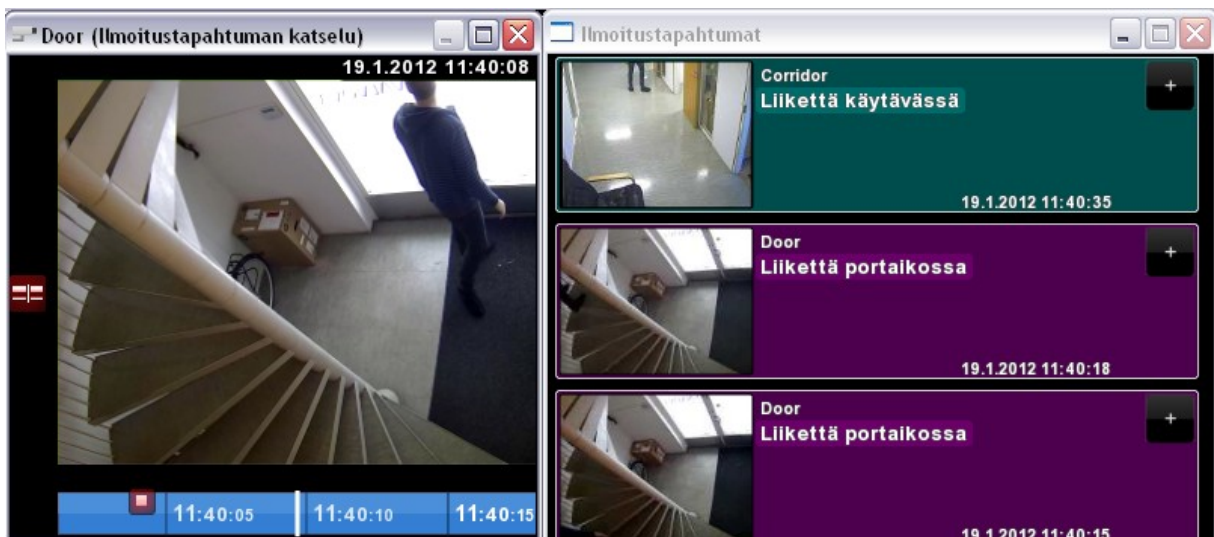 Door (Ilmoitustapahtuman katselu)
19.1.2012 11:40:08
11:40:05
11:40:10
11:40:15
Ilmoitustapahtumat
Corridor
Liikettä käytävässä
+
19.1.2012 11:40:35
Door
Liikettä portaikossa
+
19.1.2012 11:40:18
Door
Liikettä portaikossa
+
19.1.2012 11:40:15